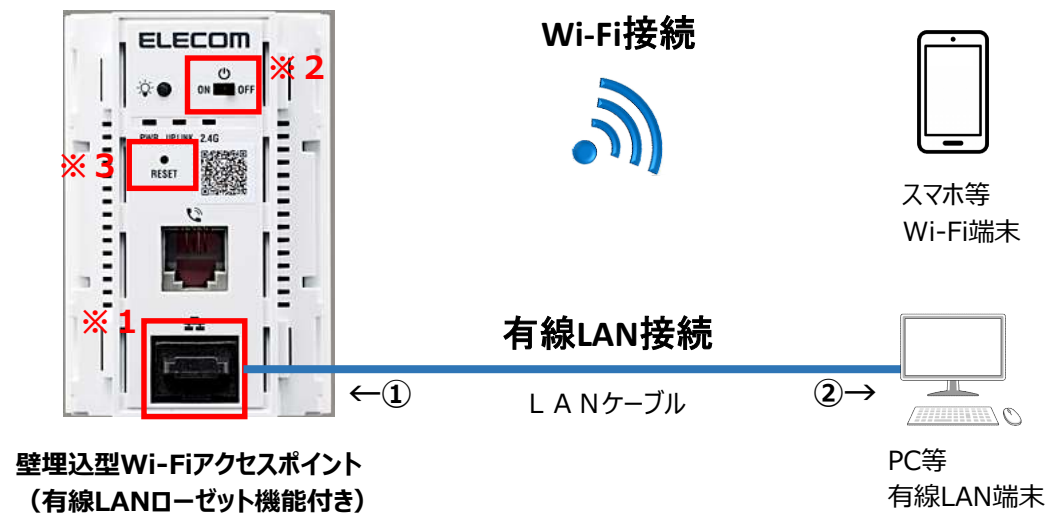 ELECOM
※2
ON OFF
PWR UPLINK 2.4G
※3
RESET
※1
Wi-Fi接続
スマホ等
Wi-Fi端末
有線LAN接続
←①
ＬＡＮケーブル
②→
壁埋込型Wi-Fiアクセスポイント
（有線LANローゼット機能付き）
PC等
有線LAN端末